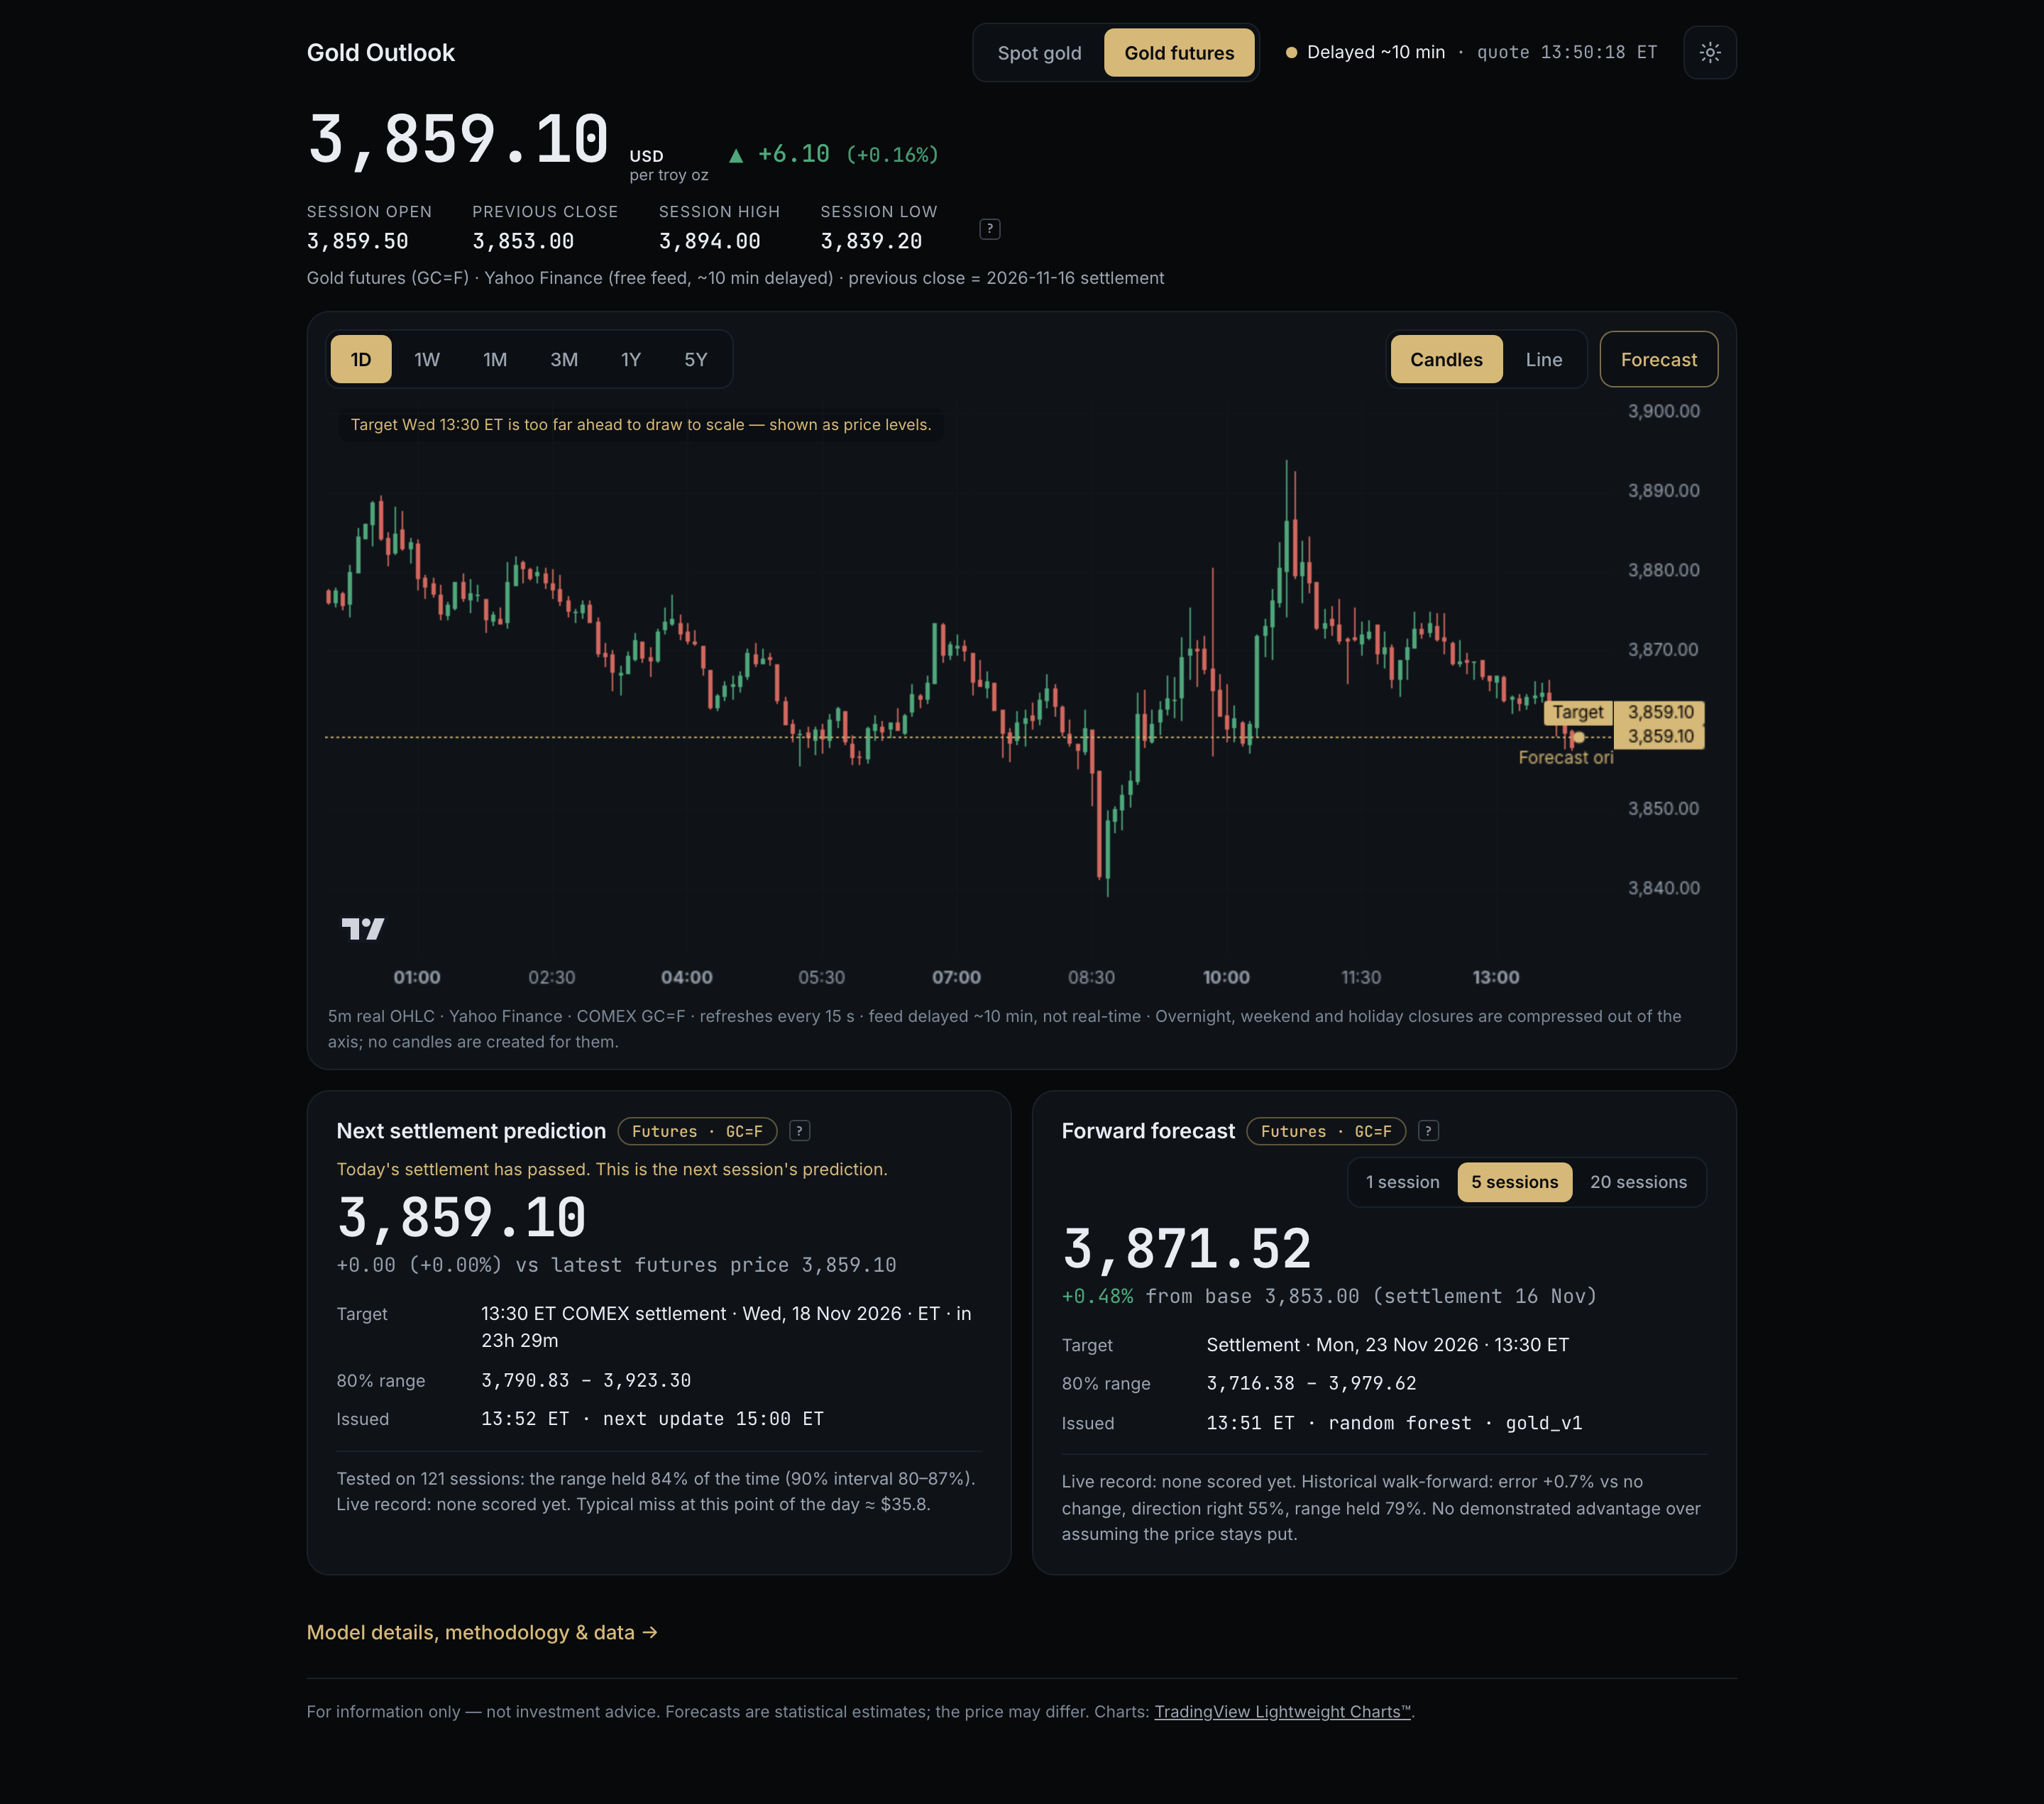 Gold Outlook
Spot gold
Gold futures
Delayed ~10 min · quote 13:50:18 ET
3,859.10
USD
per troy oz
▲ +6.10 (+0.16%)
SESSION OPEN
3,859.50
PREVIOUS CLOSE
3,853.00
SESSION HIGH
3,894.00
SESSION LOW
3,839.20
?
Gold futures (GC=F) · Yahoo Finance (free feed, ~10 min delayed) · previous close = 2026-11-16 settlement
1D
1W
1M
3M
1Y
5Y
Candles
Line
Forecast
Target Wed 13:30 ET is too far ahead to draw to scale — shown as price levels.
3,900.00
3,890.00
3,880.00
3,870.00
Target 3,859.10
3,859.10
Forecast ori
3,850.00
3,840.00
01:00
02:30
04:00
05:30
07:00
08:30
10:00
11:30
13:00
5m real OHLC · Yahoo Finance · COMEX GC=F · refreshes every 15 s · feed delayed ~10 min, not real-time · Overnight, weekend and holiday closures are compressed out of the
axis; no candles are created for them.
Next settlement prediction
Futures · GC=F
?
Today's settlement has passed. This is the next session's prediction.
3,859.10
+0.00 (+0.00%) vs latest futures price 3,859.10
Target
13:30 ET COMEX settlement · Wed, 18 Nov 2026 · ET · in
23h 29m
80% range
3,790.83 – 3,923.30
Issued
13:52 ET · next update 15:00 ET
Tested on 121 sessions: the range held 84% of the time (90% interval 80–87%).
Live record: none scored yet. Typical miss at this point of the day ≈ $35.8.
Forward forecast
Futures · GC=F
?
1 session
5 sessions
20 sessions
3,871.52
+0.48% from base 3,853.00 (settlement 16 Nov)
Target
Settlement · Mon, 23 Nov 2026 · 13:30 ET
80% range
3,716.38 – 3,979.62
Issued
13:51 ET · random forest · gold_v1
Live record: none scored yet. Historical walk-forward: error +0.7% vs no
change, direction right 55%, range held 79%. No demonstrated advantage over
assuming the price stays put.
Model details, methodology & data →
For information only — not investment advice. Forecasts are statistical estimates; the price may differ. Charts: TradingView Lightweight Charts™.